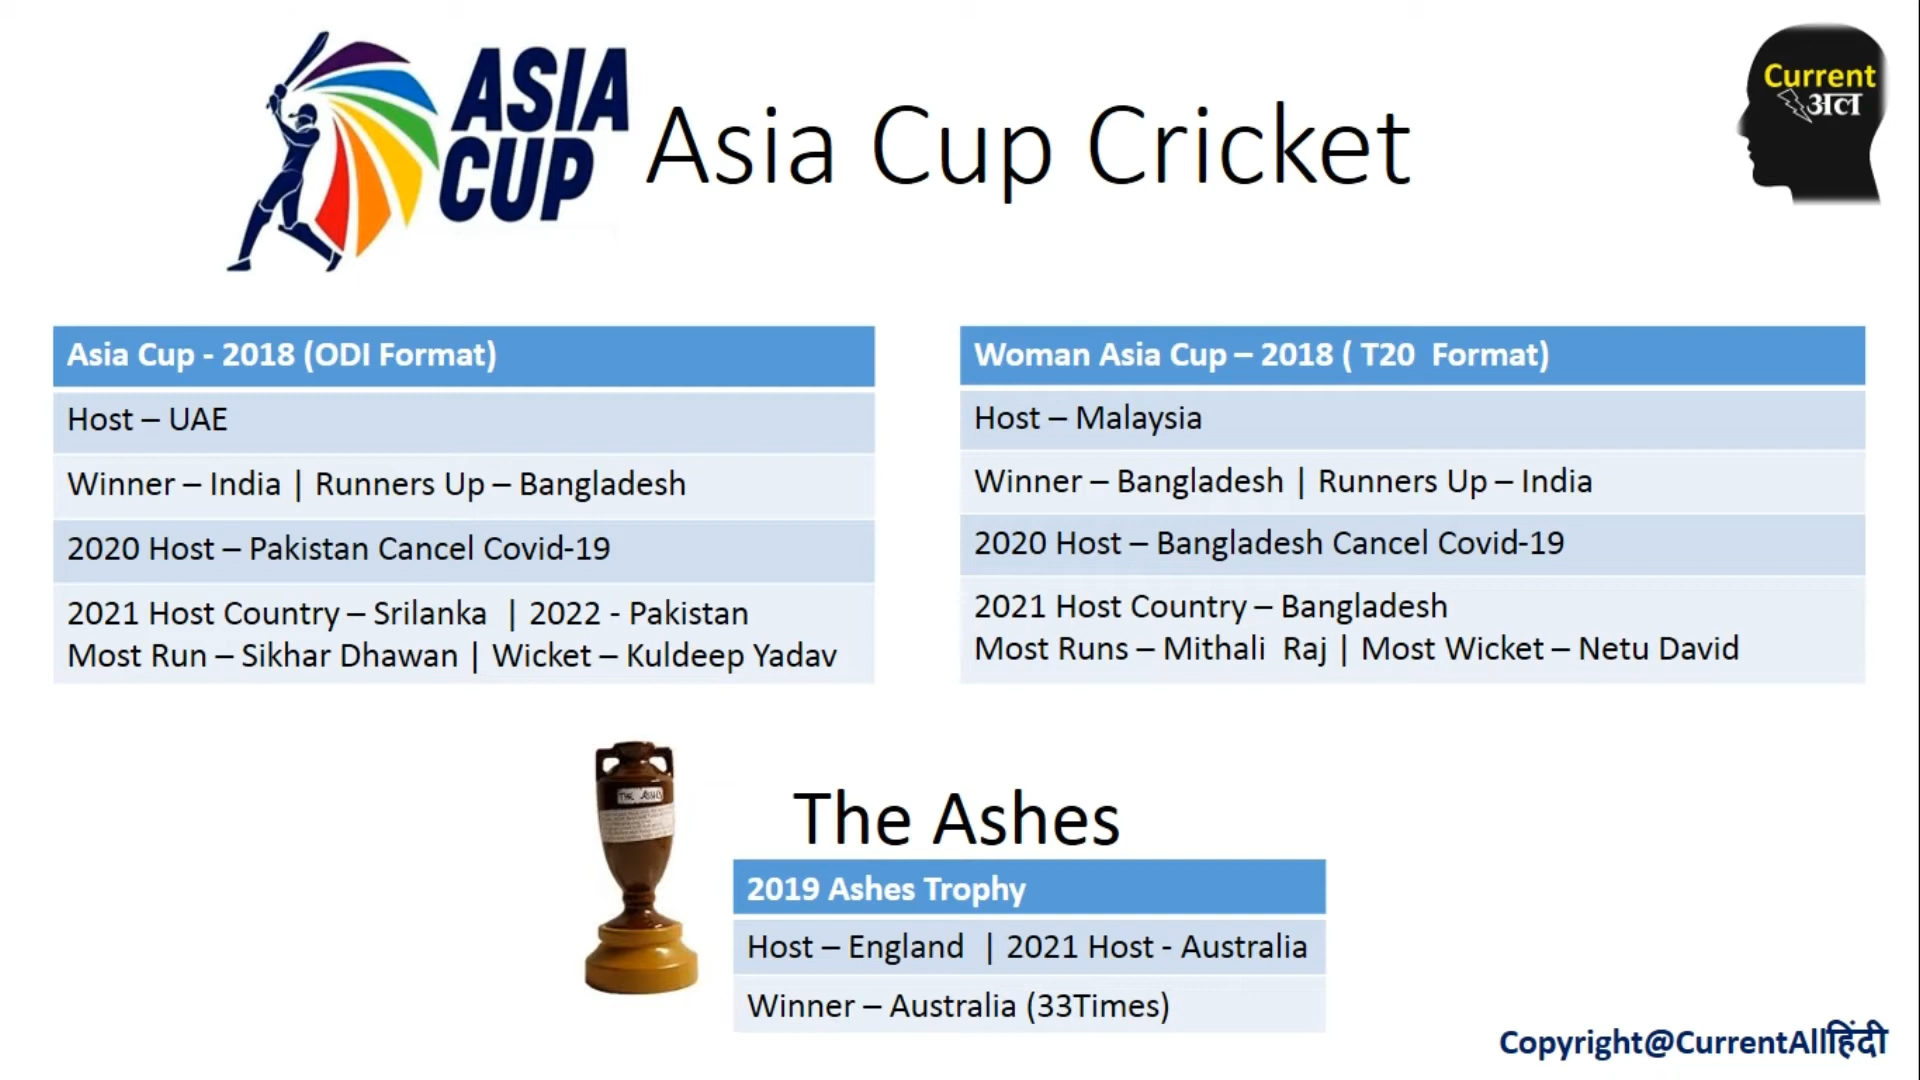 ASIA
CUP
Asia Cup Cricket
Current
अल
Asia Cup - 2018 (ODI Format)
Host – UAE
Winner – India | Runners Up – Bangladesh
2020 Host – Pakistan Cancel Covid-19
2021 Host Country – Srilanka | 2022 - Pakistan
Most Run – Sikhar Dhawan | Wicket – Kuldeep Yadav
Woman Asia Cup – 2018 ( T20 Format)
Host – Malaysia
Winner – Bangladesh | Runners Up – India
2020 Host – Bangladesh Cancel Covid-19
2021 Host Country – Bangladesh
Most Runs – Mithali Raj | Most Wicket – Netu David
THE ASHES
The Ashes
2019 Ashes Trophy
Host – England | 2021 Host - Australia
Winner – Australia (33Times)
Copyright@CurrentAllहिंदी